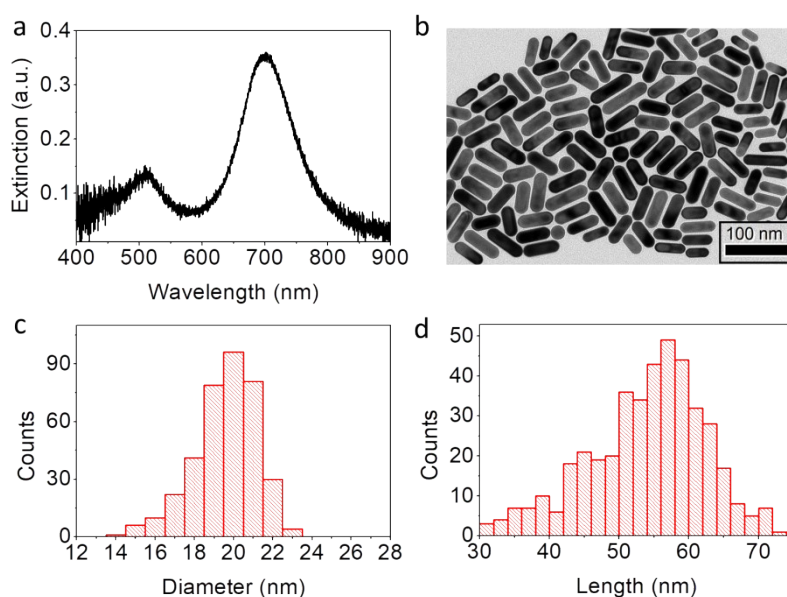 a
0.4
0.3
0.2
0.1
Extinction (a.u.)
400 500 600 700 800 900
Wavelength (nm)
b
100 nm
c
90
60
30
0
Counts
12 14 16 18 20 22 24 26 28
Diameter (nm)
d
50
40
30
20
10
0
Counts
30 40 50 60 70
Length (nm)